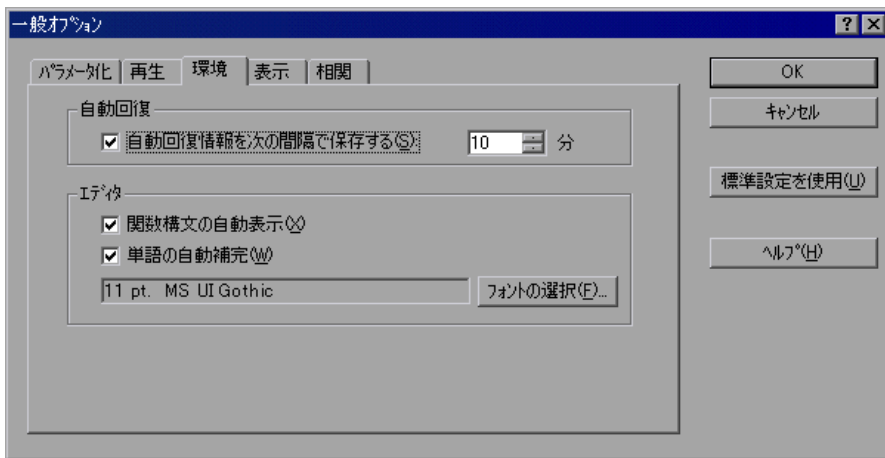 一般ｵﾌﾟｼｮﾝ
ﾊﾟﾗﾒｰﾀ化 再生 環境 表示 相関
自動回復
自動回復情報を次の間隔で保存する(S): 10 分
ｴﾃﾞｨﾀ
関数構文の自動表示(X)
単語の自動補完(W)
11 pt. MS UI Gothic ﾌｫﾝﾄの選択(F)...
OK
ｷｬﾝｾﾙ
標準設定を使用(U)
ﾍﾙﾌﾟ(H)